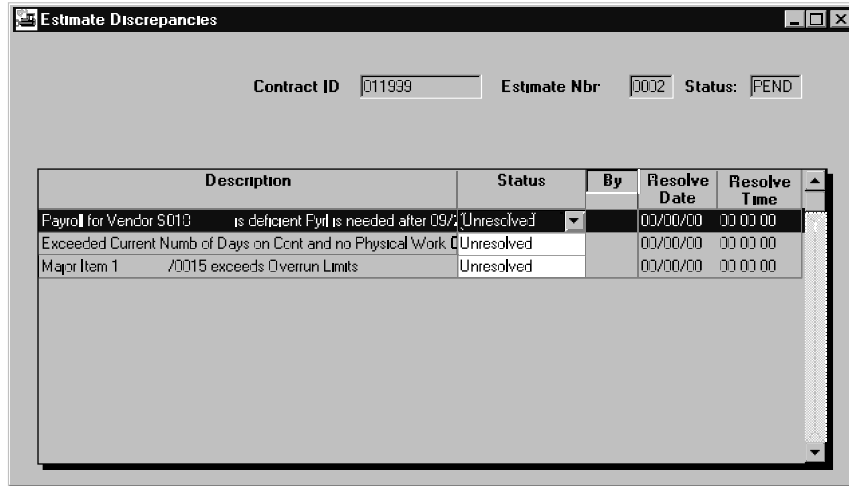 Estimate Discrepancies
Contract ID 011999 Estimate Nbr 0002 Status: PEND
Description Status By Resolve Date Resolve Time
Payroll for Vendor is deficient Pyrl is needed after 09/2 Unresolved 00/00/00 00:00:00
Exceeded Current Numb of Days on Cont and no Physical Work Unresolved 00/00/00 00:00:00
Major Item 1 /0015 exceeds Overrun Limits Unresolved 00/00/00 00:00:00